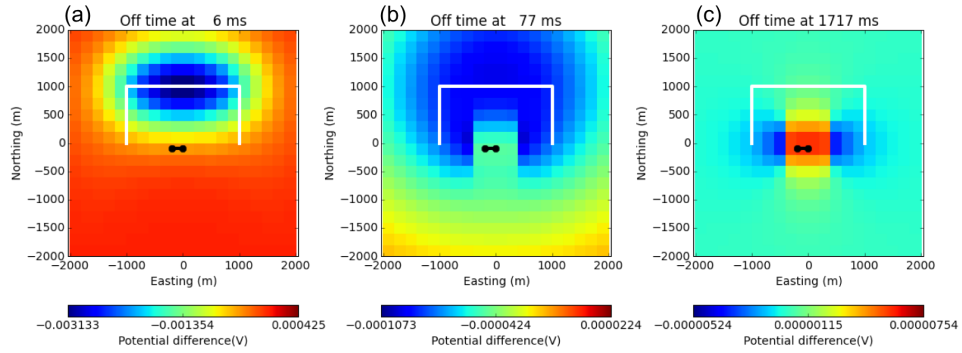 (a) Off time at 6 ms
Northing (m)
2000
1500
1000
500
0
−500
−1000
−1500
−2000
−2000 −1000 0 1000 2000
Easting (m)
−0.003133 −0.001354 0.000425
Potential difference(V)
(b) Off time at 77 ms
Northing (m)
2000
1500
1000
500
0
−500
−1000
−1500
−2000
−2000 −1000 0 1000 2000
Easting (m)
−0.0001073 −0.0000424 0.0000224
Potential difference(V)
(c) Off time at 1717 ms
Northing (m)
2000
1500
1000
500
0
−500
−1000
−1500
−2000
−2000 −1000 0 1000 2000
Easting (m)
−0.00000524 0.00000115 0.00000754
Potential difference(V)